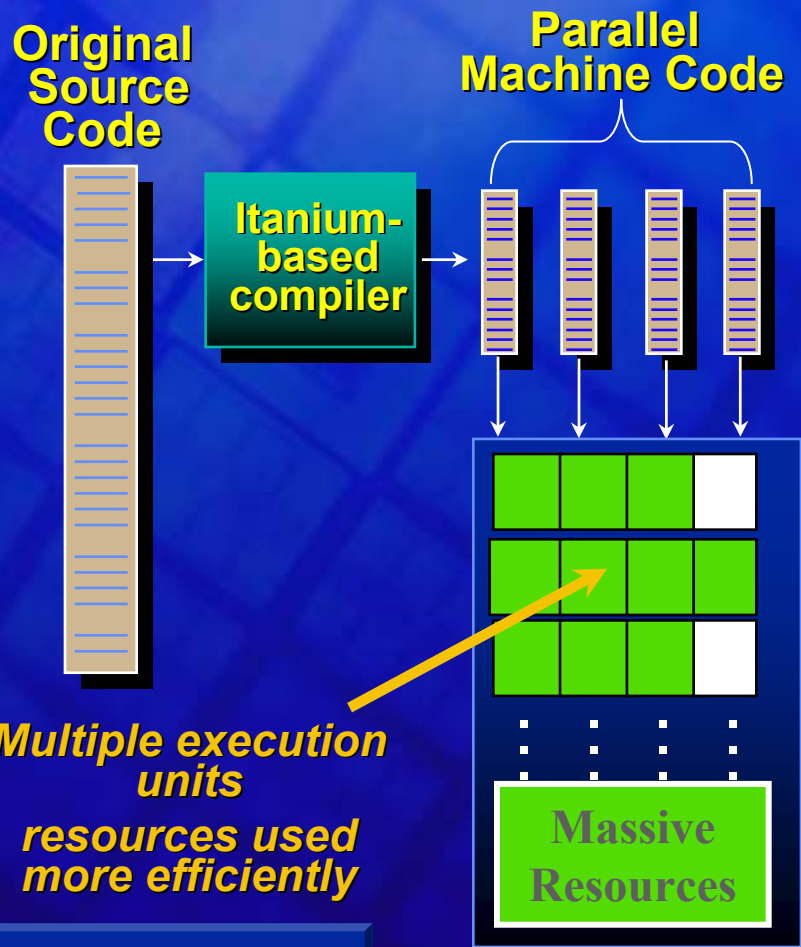 Original
Source
Code
Parallel
Machine Code
Itanium-
based
compiler
Multiple execution
units
resources used
more efficiently
Massive
Resources